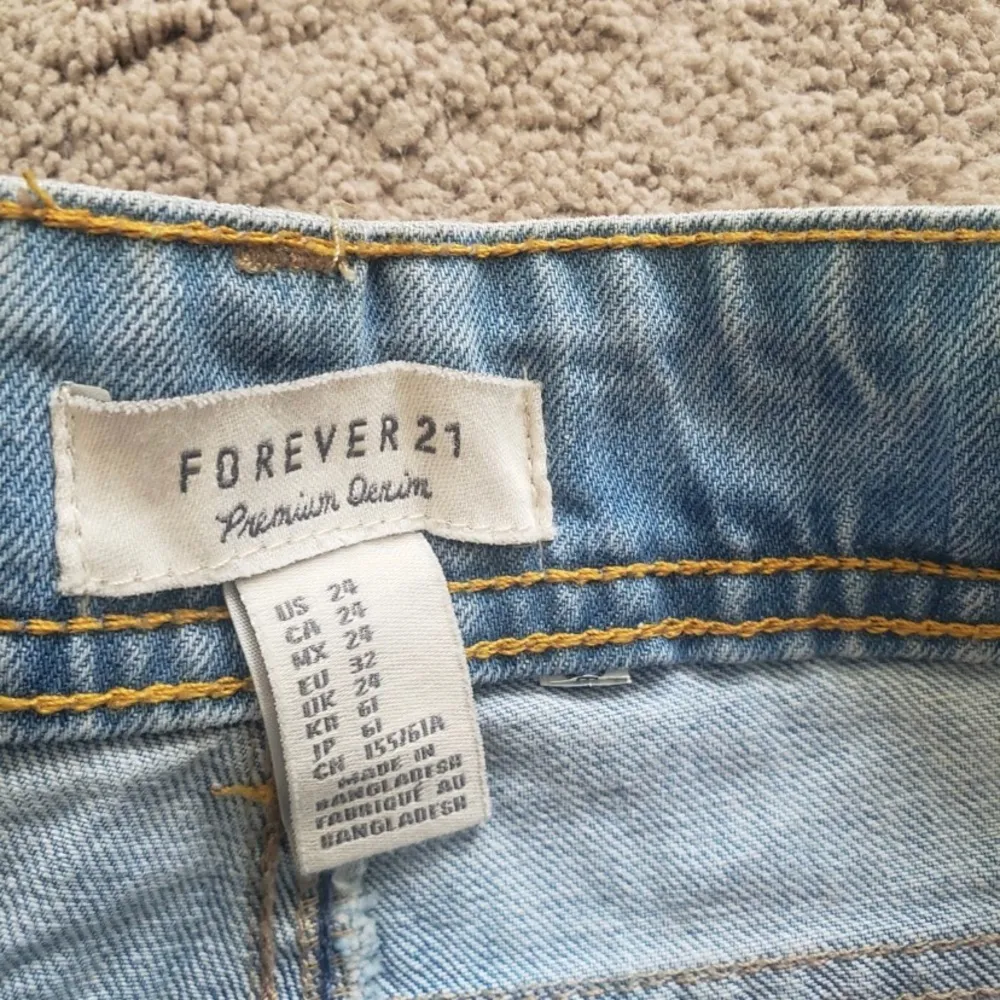 FOREVER 21
Premium Denim
US 24
CA 24
MX 24
EU 32
UK 24
KR 61
JP 61
CN 155/61A
MADE IN
BANGLADESH
FABRIQUÉ AU
BANGLADESH